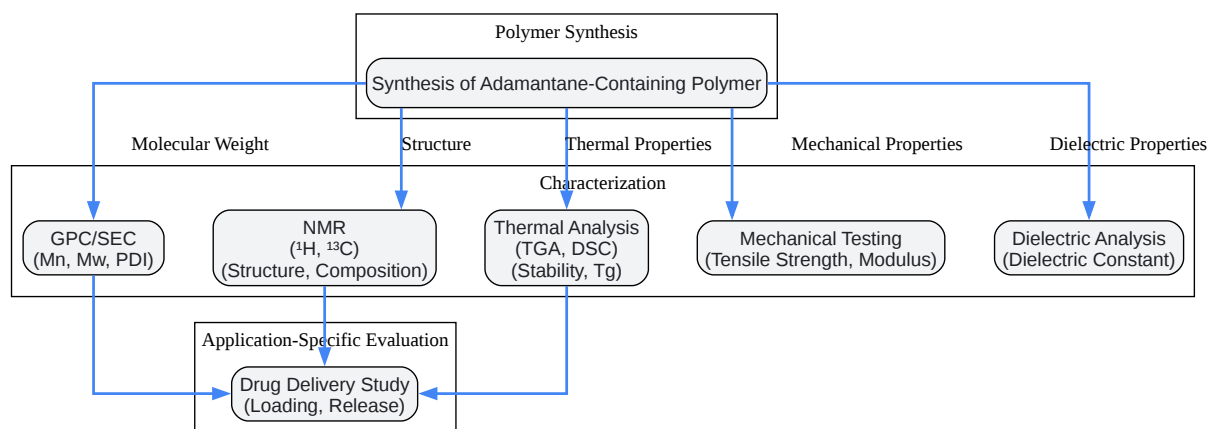 Polymer Synthesis
Synthesis of Adamantane-Containing Polymer
Molecular Weight
Structure
Thermal Properties
Mechanical Properties
Dielectric Properties
Characterization
GPC/SEC
(Mn, Mw, PDI)
NMR
(¹H, ¹³C)
(Structure, Composition)
Thermal Analysis
(TGA, DSC)
(Stability, Tg)
Mechanical Testing
(Tensile Strength, Modulus)
Dielectric Analysis
(Dielectric Constant)
Application-Specific Evaluation
Drug Delivery Study
(Loading, Release)